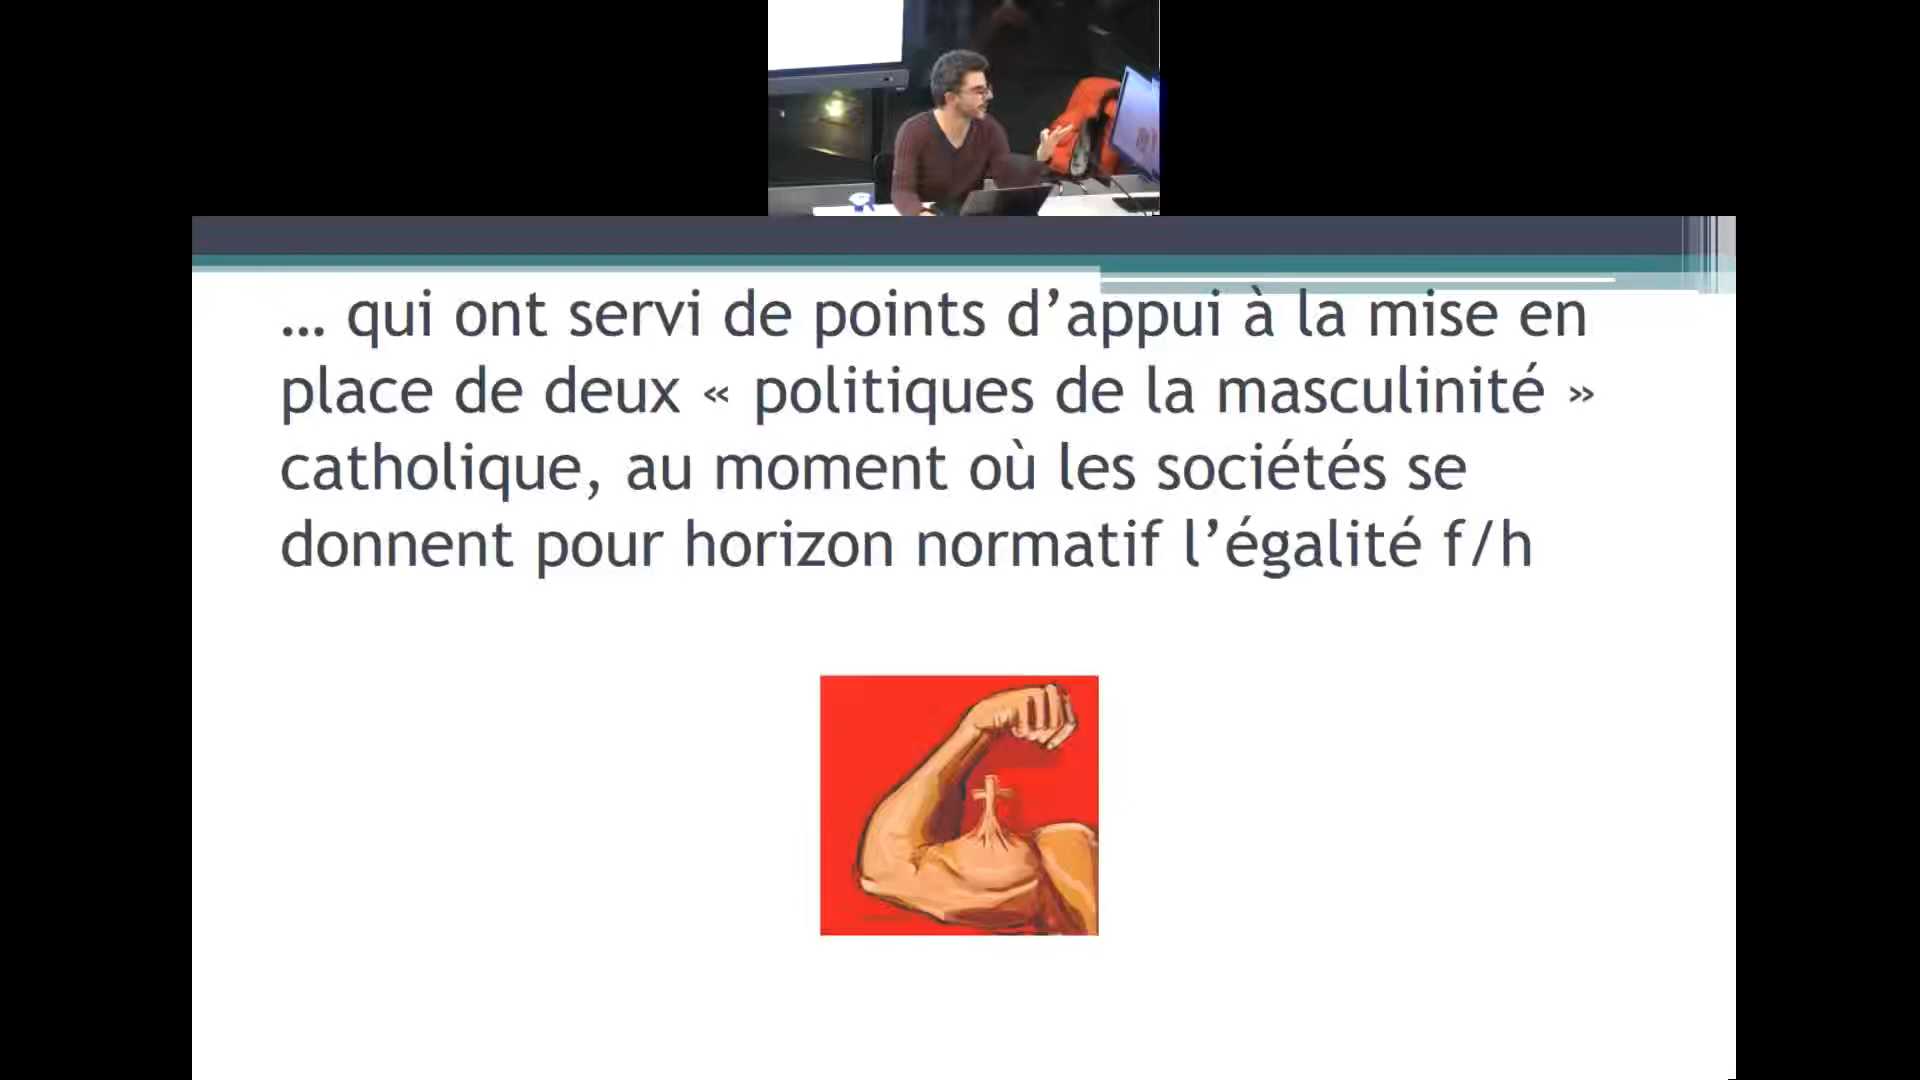 … qui ont servi de points d’appui à la mise en
place de deux « politiques de la masculinité »
catholique, au moment où les sociétés se
donnent pour horizon normatif l’égalité f/h